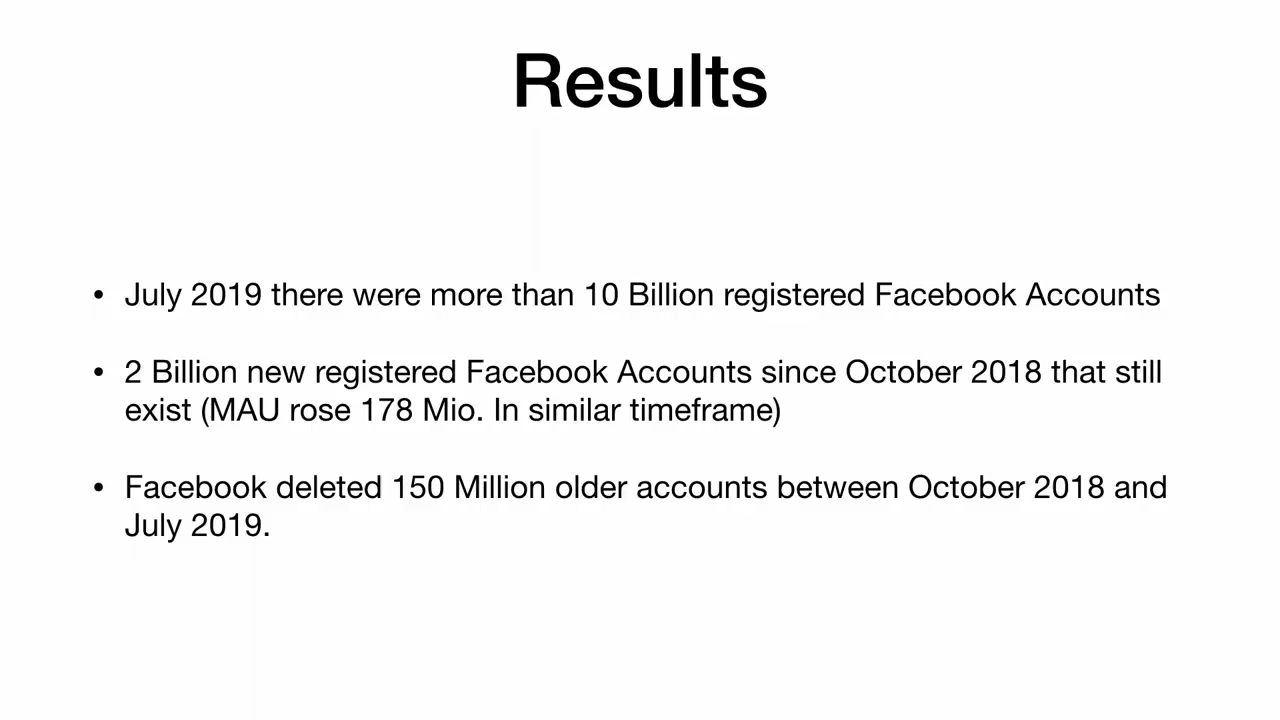 Results
• July 2019 there were more than 10 Billion registered Facebook Accounts
• 2 Billion new registered Facebook Accounts since October 2018 that still
exist (MAU rose 178 Mio. In similar timeframe)
• Facebook deleted 150 Million older accounts between October 2018 and
July 2019.